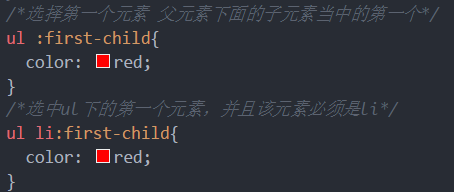 /*选择第一个元素 父元素下面的子元素当中的第一个*/
ul :first-child{
  color: red;
}
/*选中ul下的第一个元素，并且该元素必须是li*/
ul li:first-child{
  color: red;
}